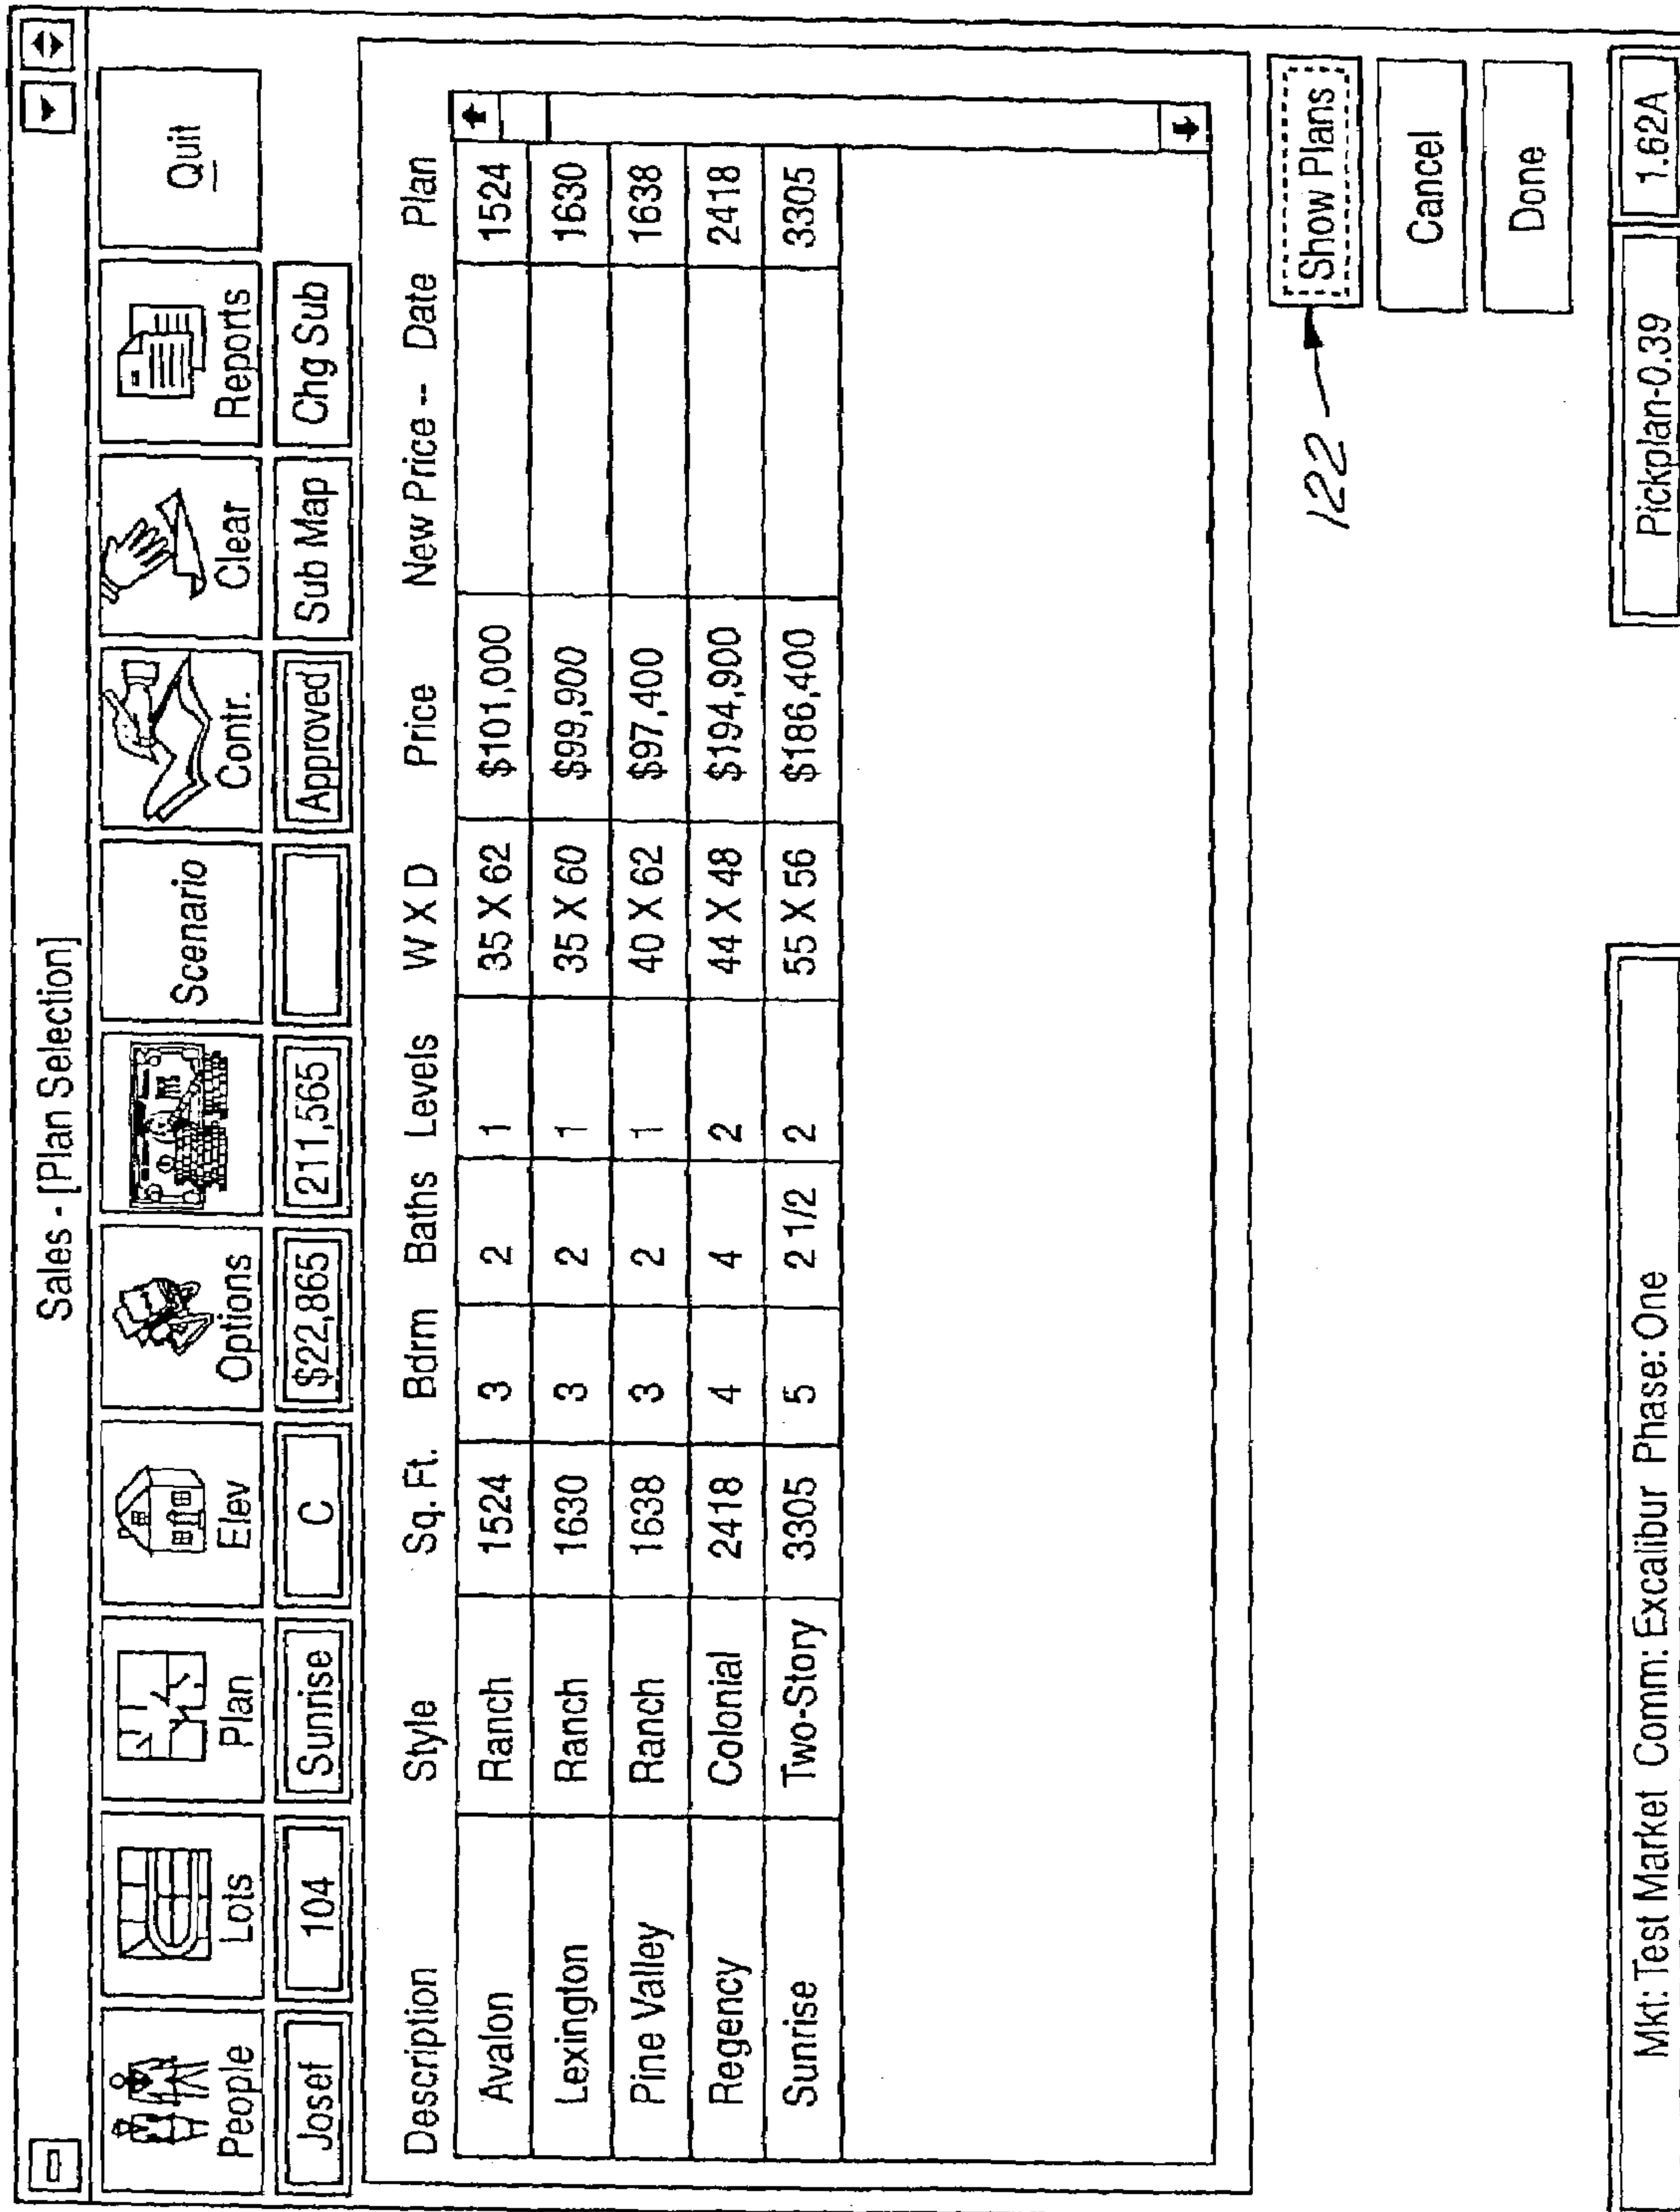 Sales - [Plan Selection]
People Lots Plan Elev Options Scenario Contr. Clear Reports Quit
Josef 104 Sunrise C $22,865 211,565 Approved Sub Map Chg Sub
Description Style Sq. Ft. Bdrm Baths Levels W X D Price New Price -- Date Plan
Avalon Ranch 1524 3 2 1 35 X 62 $101,000 1524
Lexington Ranch 1630 3 2 1 35 X 60 $99,900 1630
Pine Valley Ranch 1638 3 2 1 40 X 62 $97,400 1638
Regency Colonial 2418 4 4 2 44 X 48 $194,900 2418
Sunrise Two-Story 3305 5 2 1/2 2 55 X 56 $186,400 3305
122 Show Plans
Cancel
Done
Mkt: Test Market Comm: Excalibur Phase: One Pickplan-0.39 1.62A